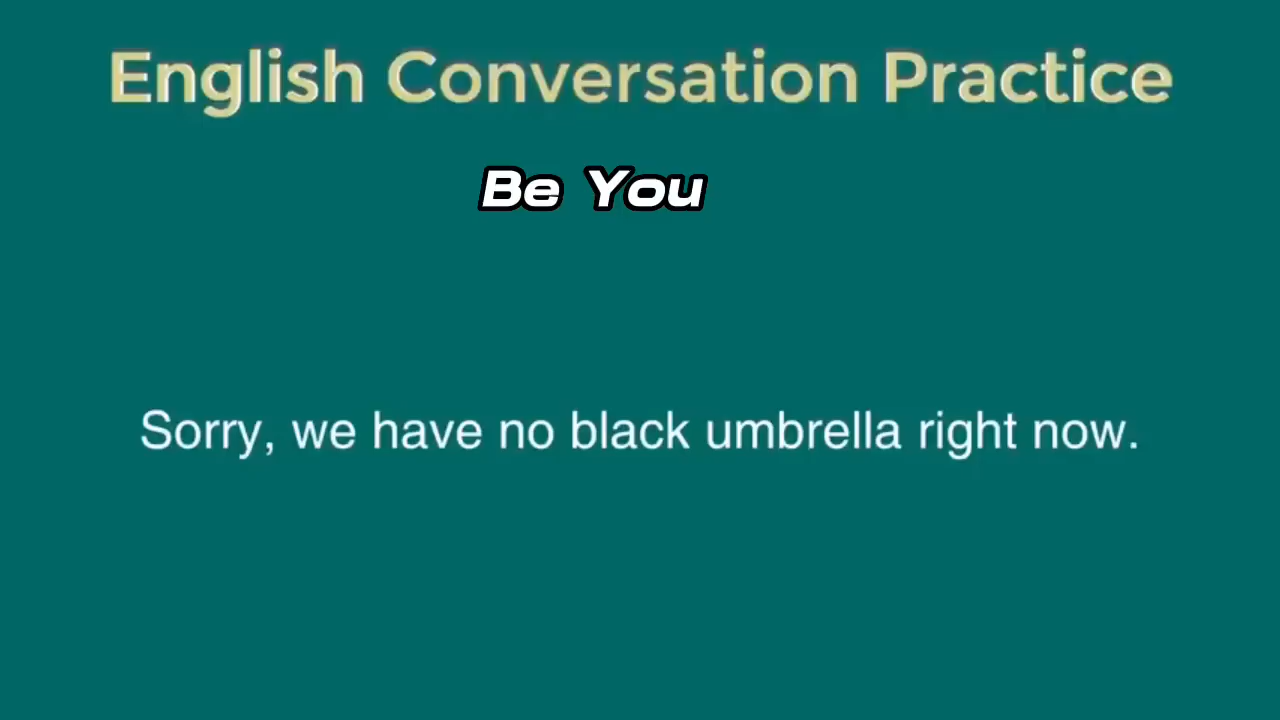 English Conversation Practice
Be You
Sorry, we have no black umbrella right now.